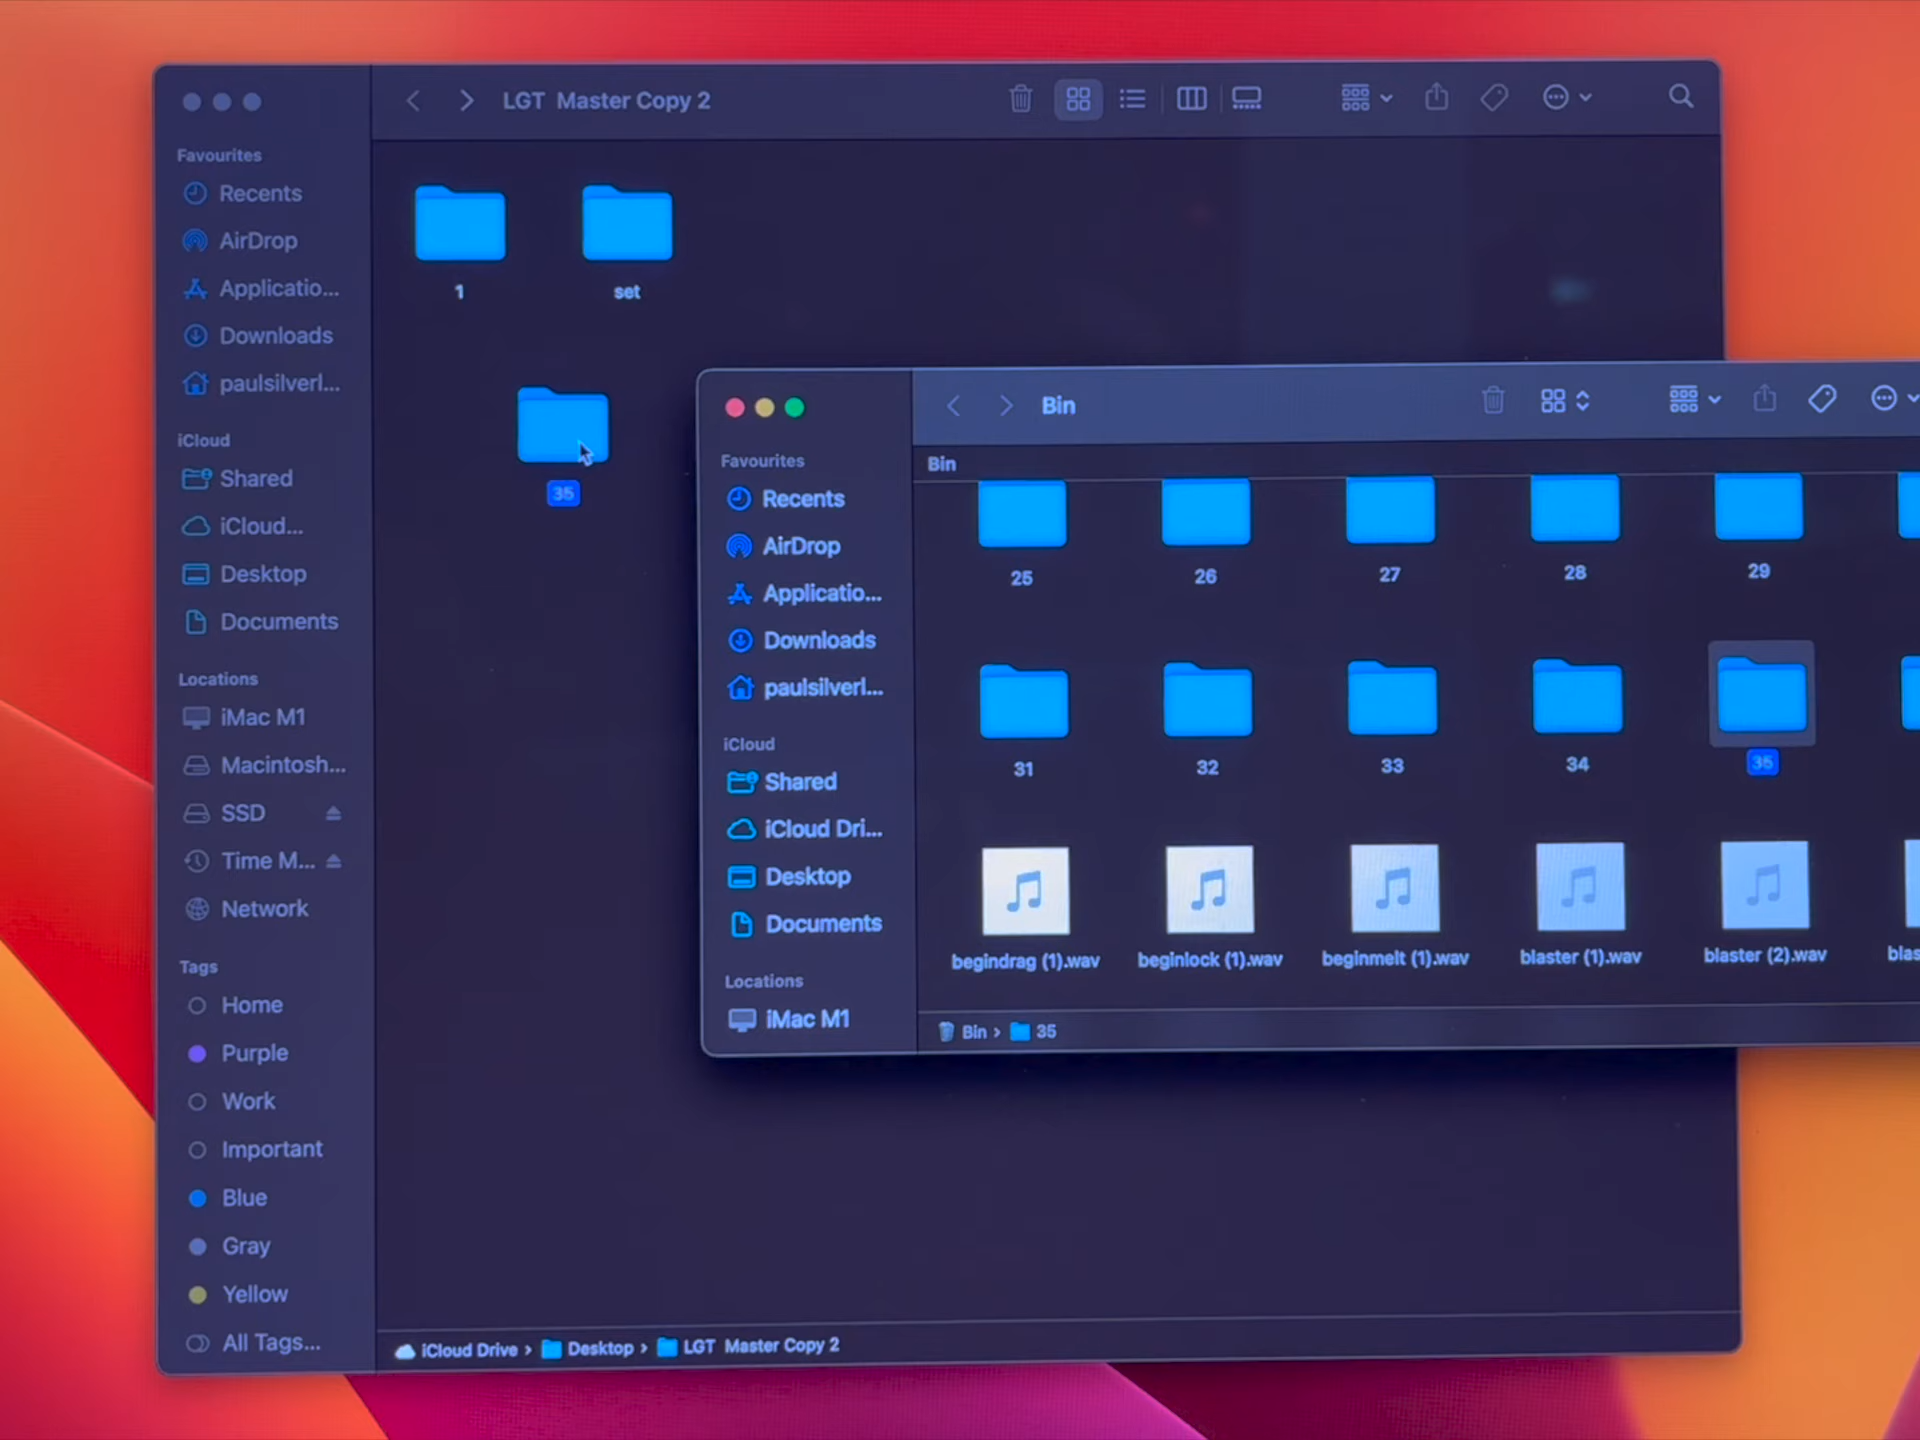 LGT Master Copy 2
Favourites
Recents
AirDrop
Applicatio...
Downloads
paulsilverl...
iCloud
Shared
iCloud...
Desktop
Documents
Locations
iMac M1
Macintosh...
SSD
Time M...
Network
Tags
Home
Purple
Work
Important
Blue
Gray
Yellow
All Tags...
1
set
35
iCloud Drive › Desktop › LGT Master Copy 2
Bin
Favourites
Recents
AirDrop
Applicatio...
Downloads
paulsilverl...
iCloud
Shared
iCloud Dri...
Desktop
Documents
Locations
iMac M1
Bin
25 26 27 28 29
31 32 33 34 35
begindrag (1).wav beginlock (1).wav beginmelt (1).wav blaster (1).wav blaster (2).wav blas
Bin › 35